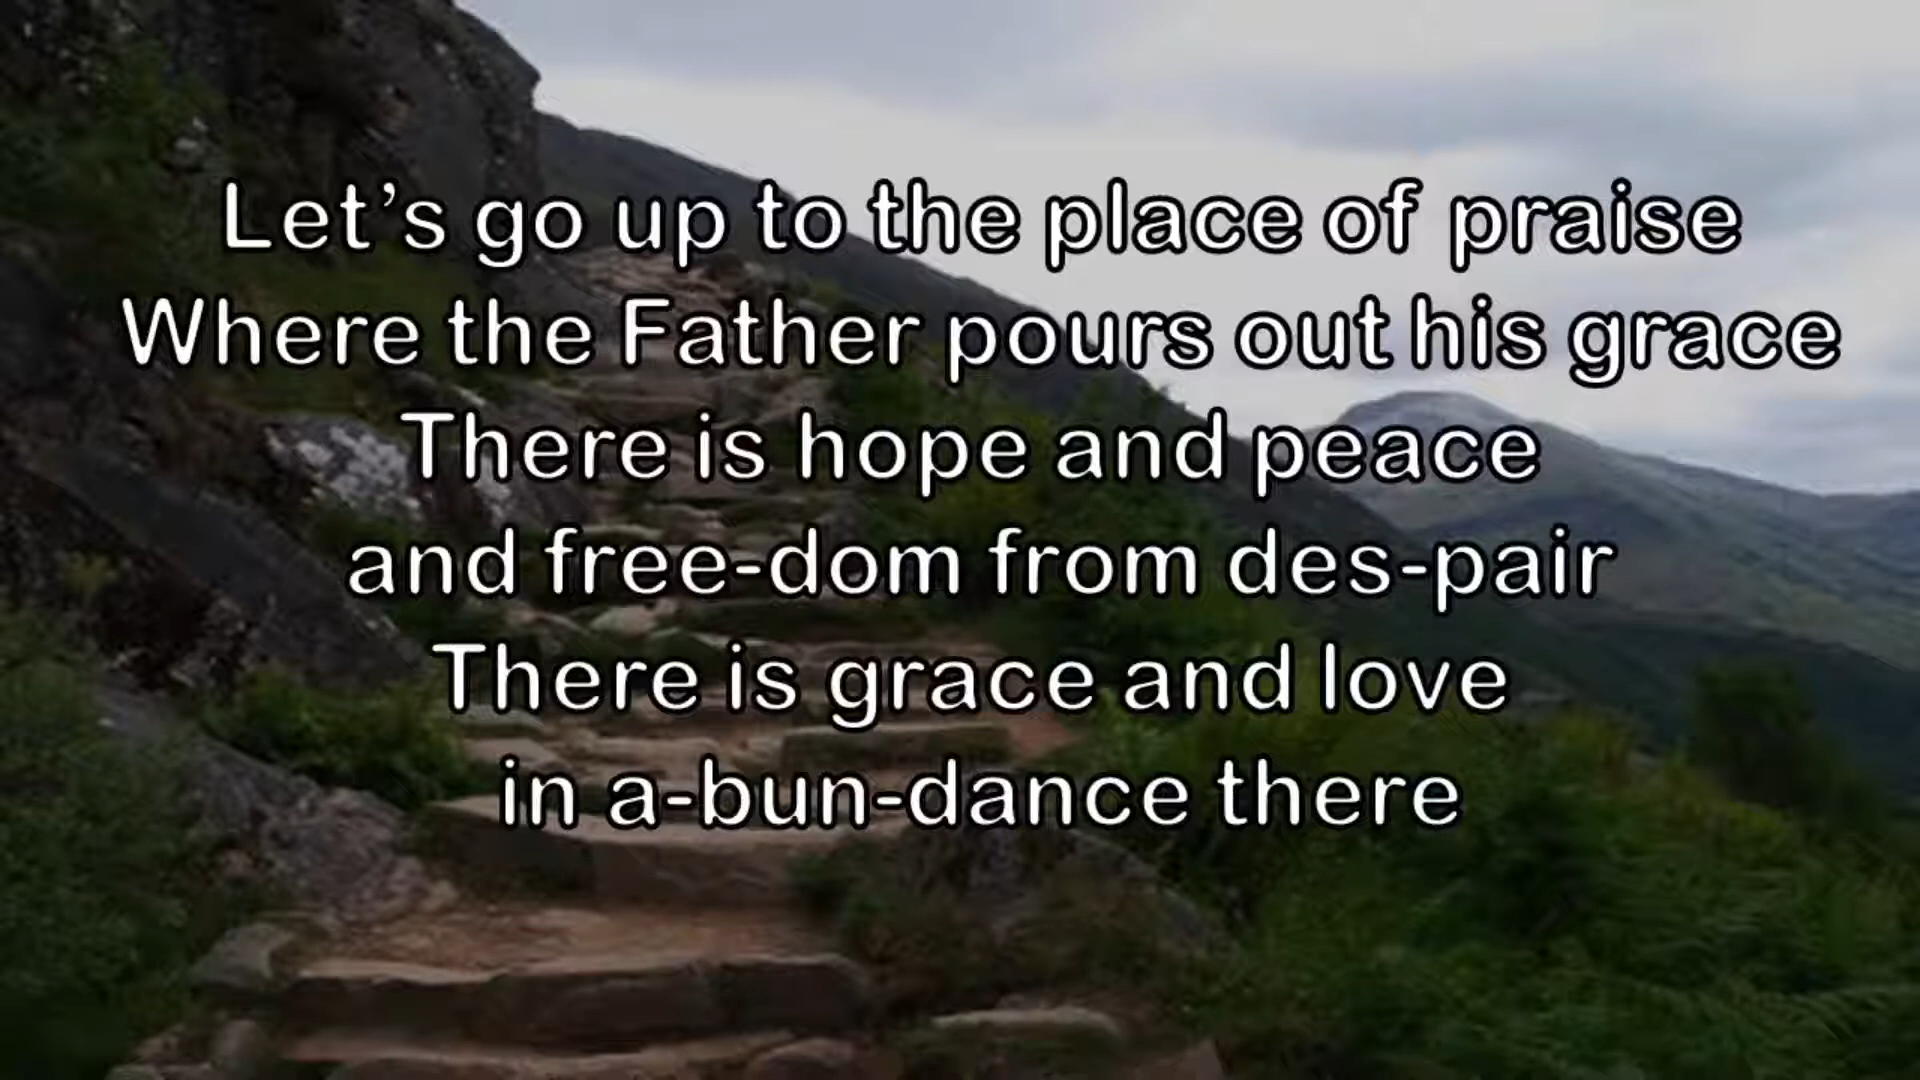 Let’s go up to the place of praise
Where the Father pours out his grace
There is hope and peace
and free-dom from des-pair
There is grace and love
in a-bun-dance there